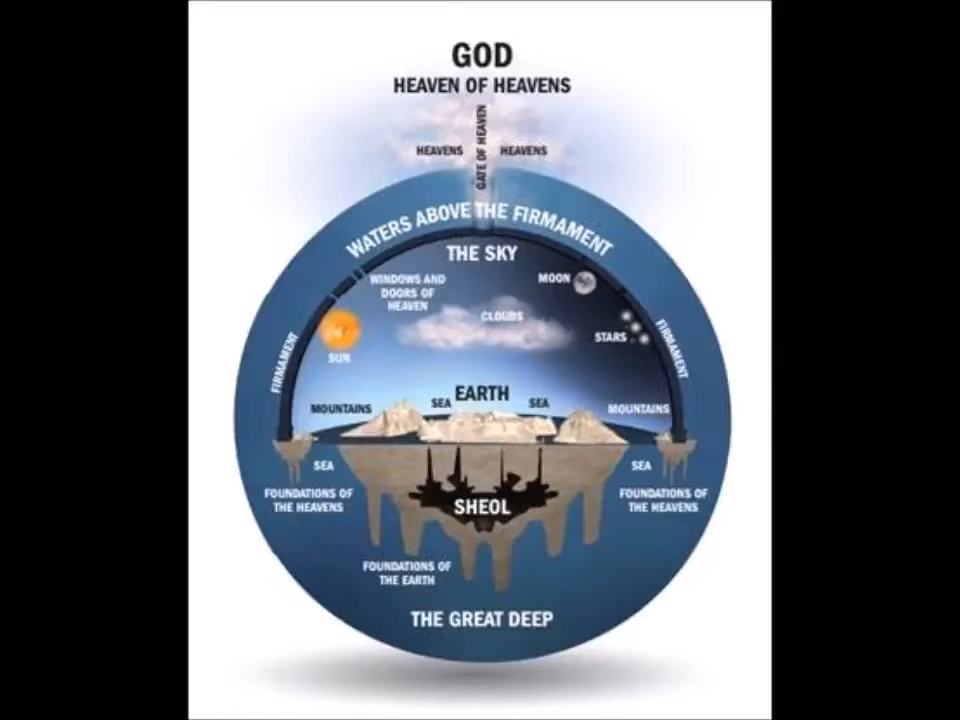 GOD
HEAVEN OF HEAVENS
GATE OF HEAVEN
HEAVENS
HEAVENS
WATERS ABOVE THE FIRMAMENT
THE SKY
WINDOWS AND
DOORS OF
HEAVEN
MOON
CLOUDS
STARS
SUN
FIRMAMENT
FIRMAMENT
EARTH
SEA
SEA
MOUNTAINS
MOUNTAINS
SEA
SEA
FOUNDATIONS OF
THE HEAVENS
FOUNDATIONS OF
THE HEAVENS
SHEOL
FOUNDATIONS OF
THE EARTH
THE GREAT DEEP